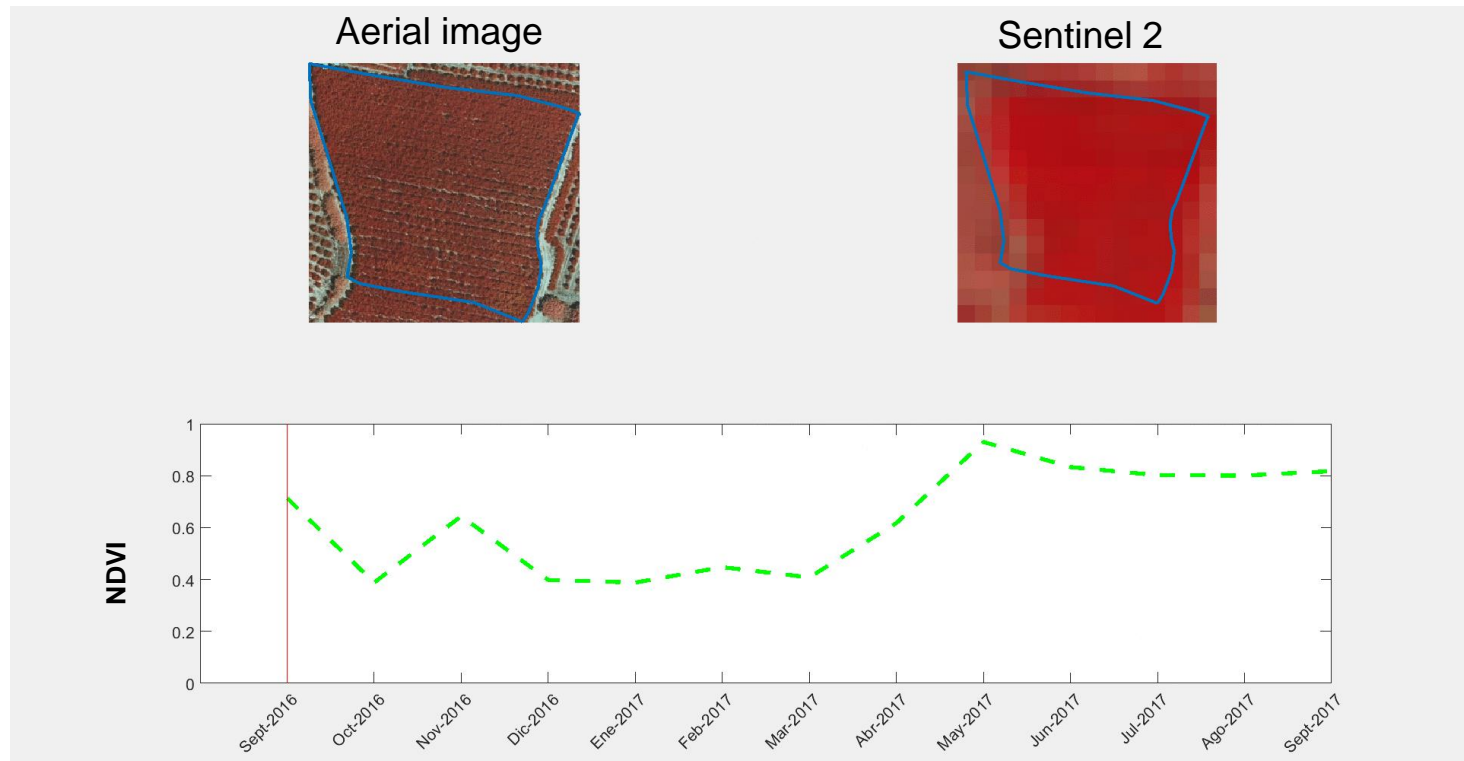 Aerial image
Sentinel 2
NDVI
1
0.8
0.6
0.4
0.2
0
Sept-2016
Oct-2016
Nov-2016
Dic-2016
Ene-2017
Feb-2017
Mar-2017
Abr-2017
May-2017
Jun-2017
Jul-2017
Ago-2017
Sept-2017